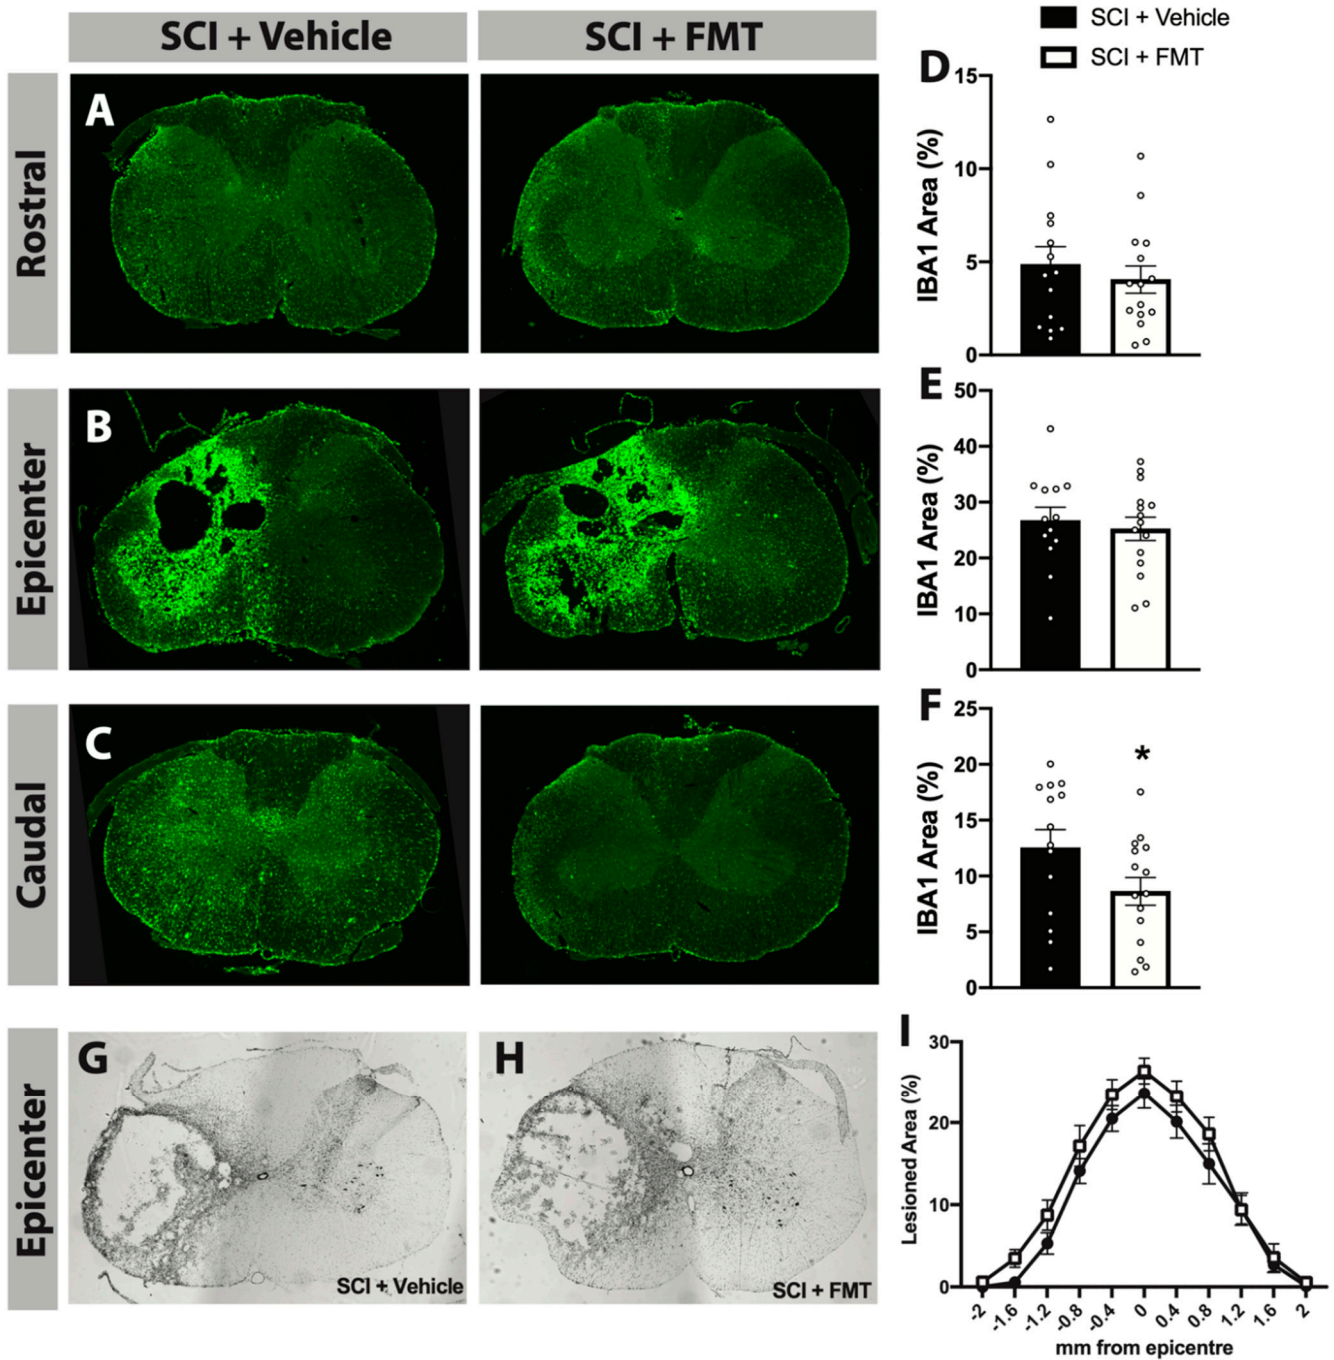 SCI + Vehicle
SCI + FMT
SCI + Vehicle
SCI + FMT
Rostral
A
D
IBA1 Area (%)
15
10
5
0
Epicenter
B
E
IBA1 Area (%)
50
40
30
20
10
0
Caudal
C
F
IBA1 Area (%)
25
20
15
10
5
0
*
Epicenter
G
SCI + Vehicle
H
SCI + FMT
I
Lesioned Area (%)
30
20
10
0
-2 -1.6 -1.2 -0.8 -0.4 0 0.4 0.8 1.2 1.6 2
mm from epicentre